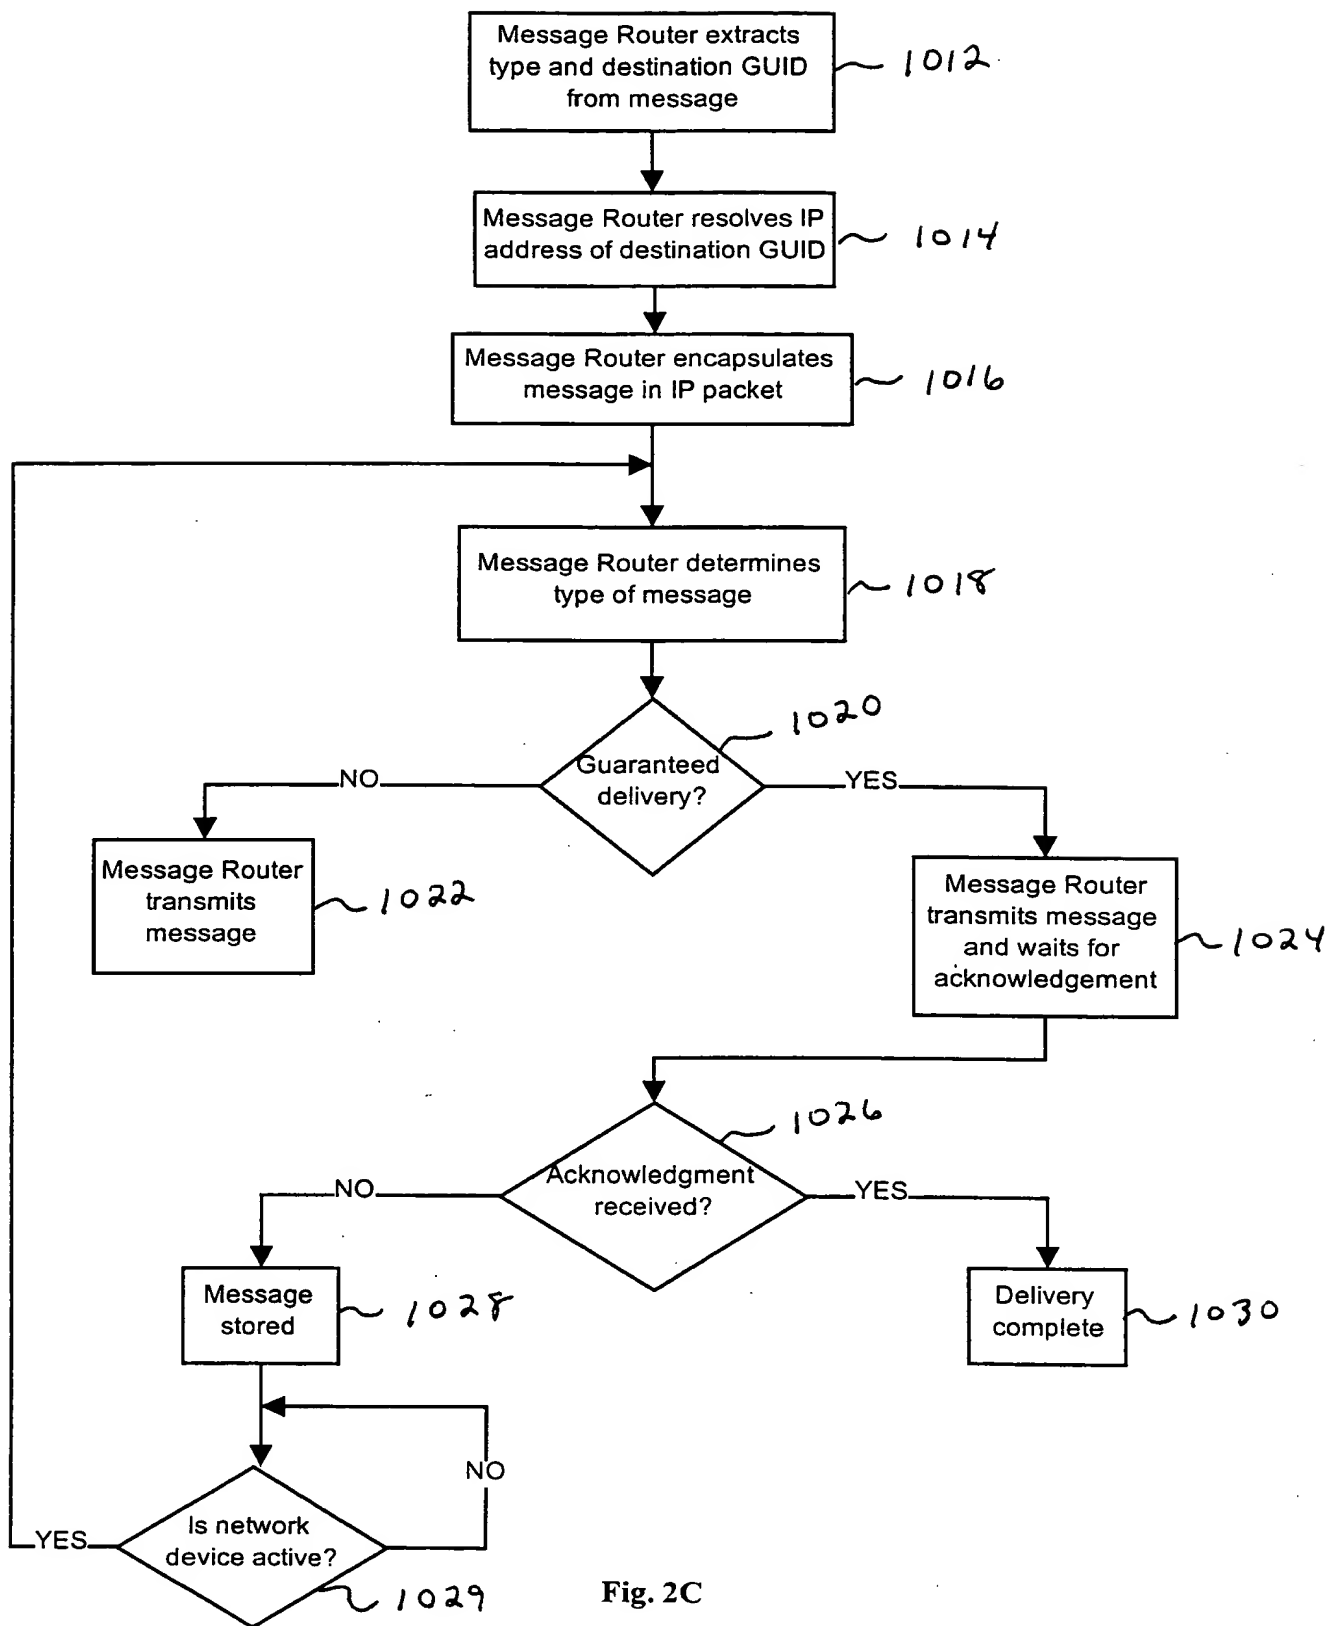 Message Router extracts
type and destination GUID
from message
1012
Message Router resolves IP
address of destination GUID
1014
Message Router encapsulates
message in IP packet
1016
Message Router determines
type of message
1018
1020
Guaranteed
delivery?
NO
YES
Message Router
transmits
message
1022
Message Router
transmits message
and waits for
acknowledgement
1024
1026
Acknowledgment
received?
NO
YES
Message
stored
1028
Delivery
complete
1030
NO
Is network
device active?
YES
1029
Fig. 2C